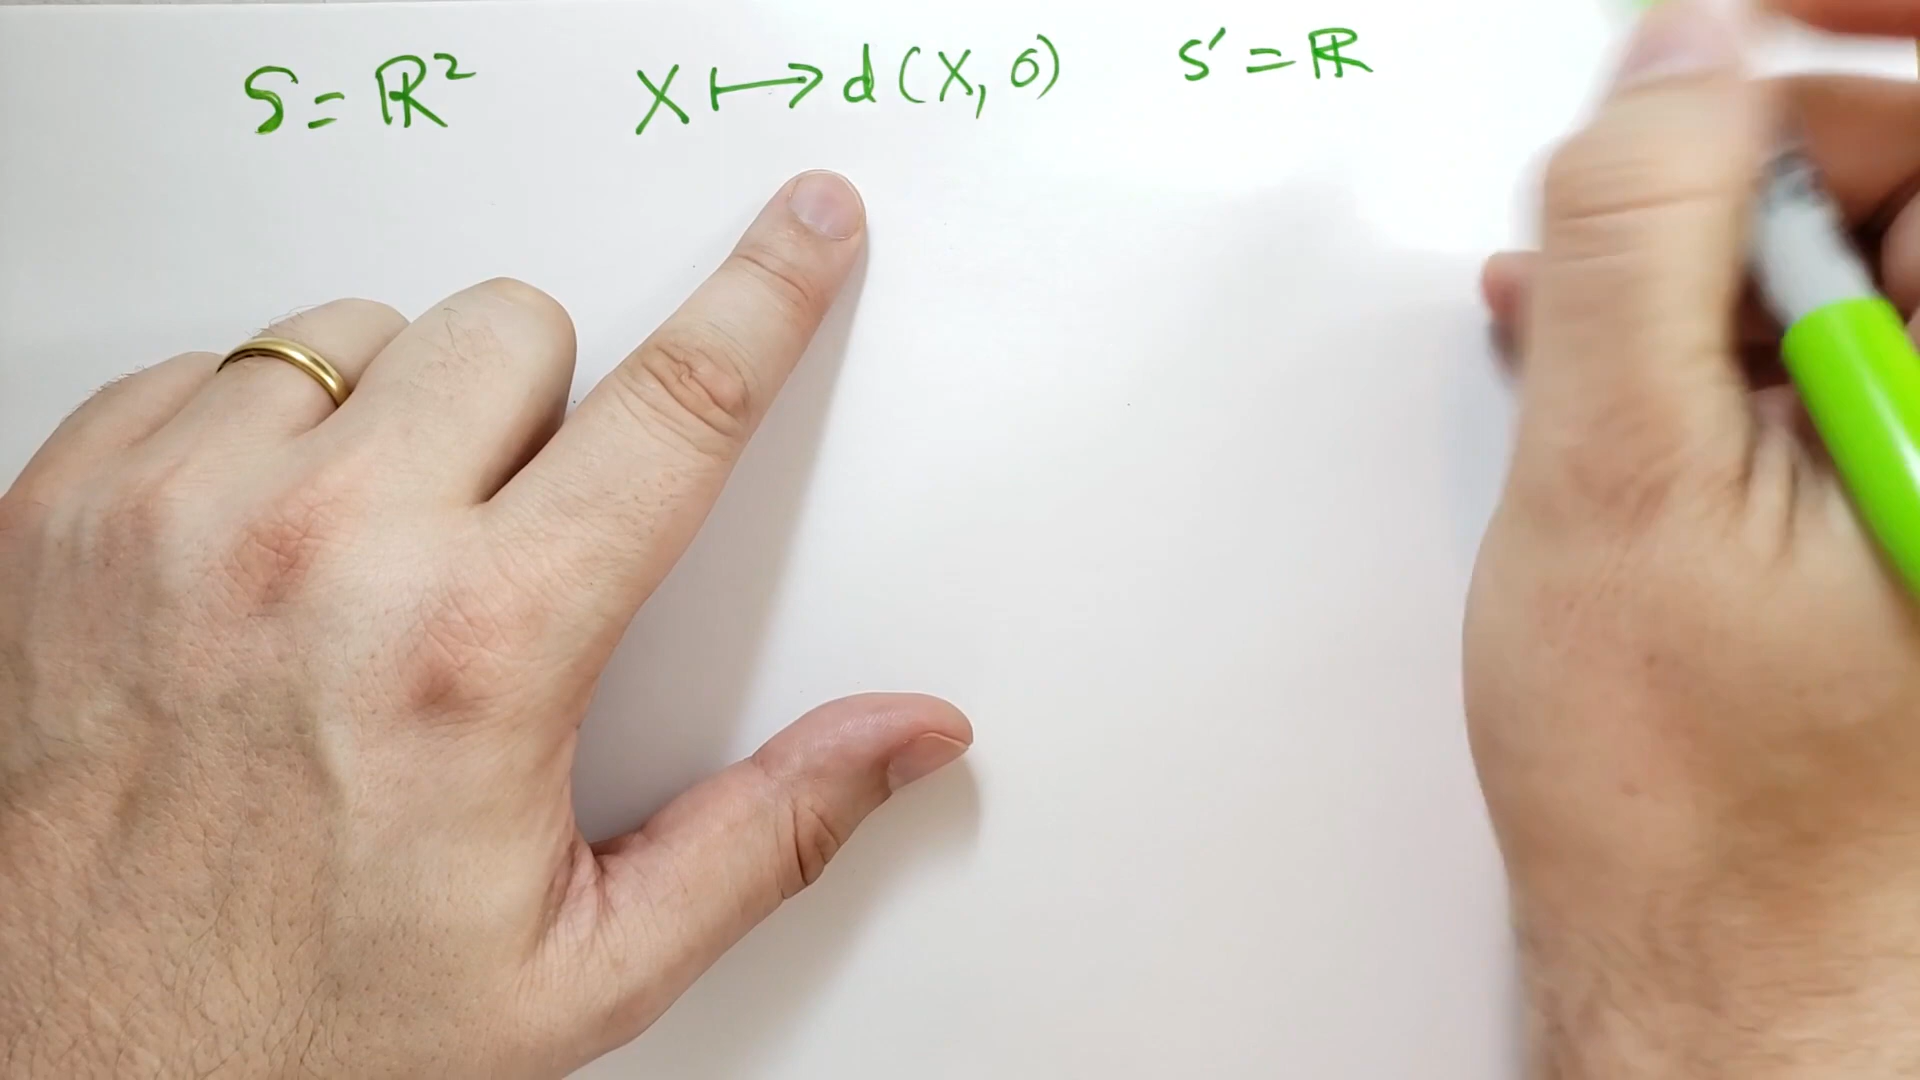 S = ℝ² X ⟼ d(X, 0) S' = ℝ